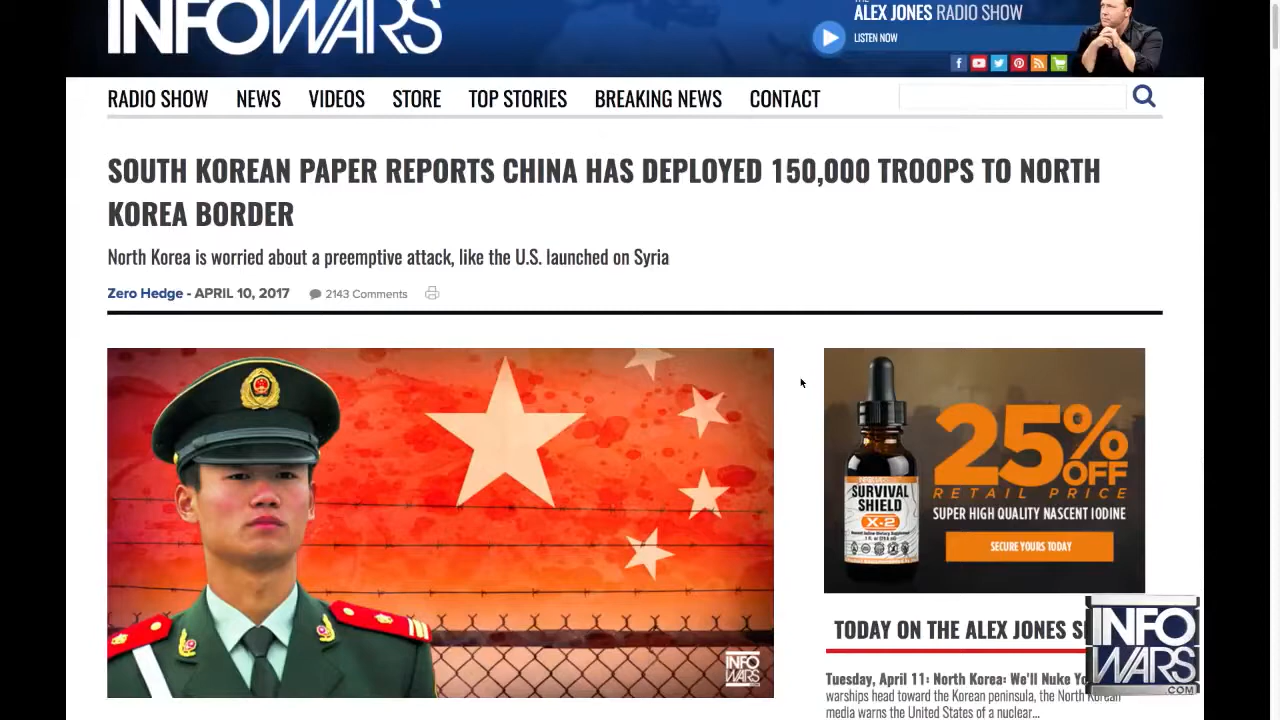 INFOWARS
THE
ALEX JONES RADIO SHOW
LISTEN NOW
RADIO SHOW NEWS VIDEOS STORE TOP STORIES BREAKING NEWS CONTACT
SOUTH KOREAN PAPER REPORTS CHINA HAS DEPLOYED 150,000 TROOPS TO NORTH
KOREA BORDER
North Korea is worried about a preemptive attack, like the U.S. launched on Syria
Zero Hedge - APRIL 10, 2017 2143 Comments
25%
OFF
RETAIL PRICE
SUPER HIGH QUALITY NASCENT IODINE
SECURE YOURS TODAY
SURVIVAL
SHIELD
X-2
INFO
WARS
TODAY ON THE ALEX JONES
Tuesday, April 11: North Korea: We'll Nuke
warships head toward the Korean peninsula, the North Korean
media warns the United States of a nuclear...
INFO
WARS
.COM